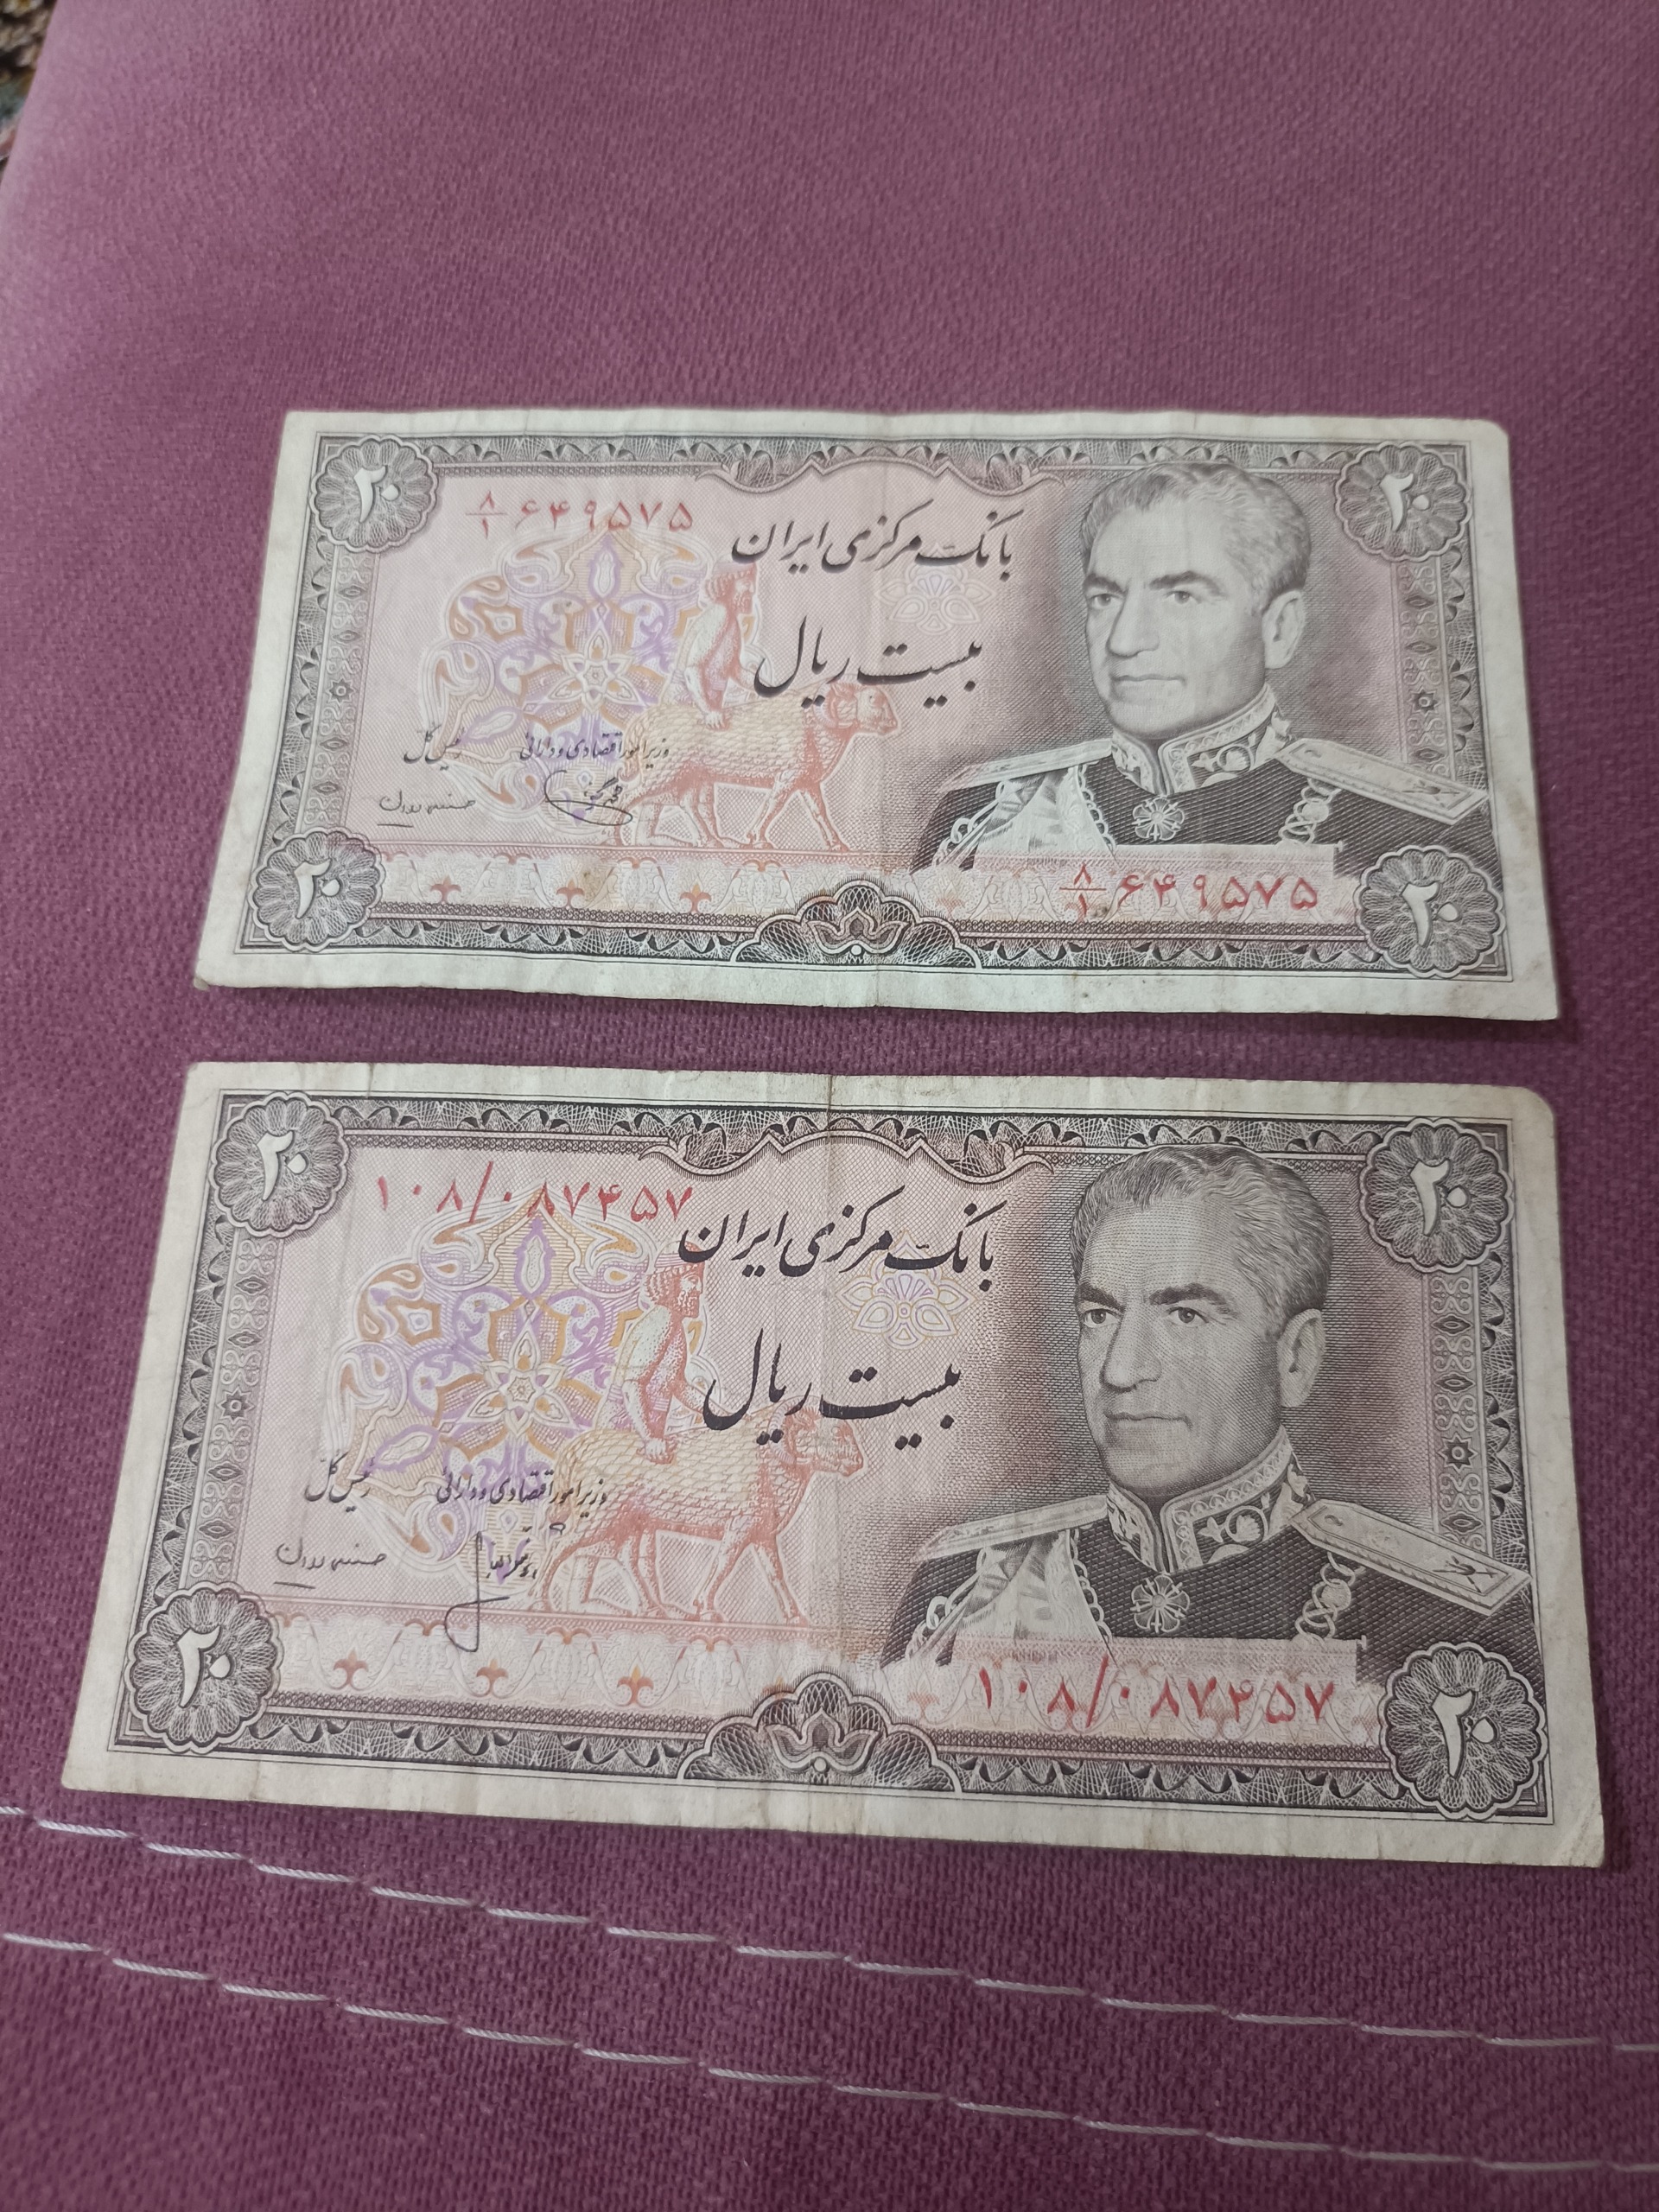 ۲۰
۲۰
۸/۱ ۶۴۹۵۷۵
بانک مرکزی ایران
بیست ریال
رئیس کل
وزیر امور اقتصادی و دارائی
۲۰
۸/۱ ۶۴۹۵۷۵
۲۰
۲۰
۲۰
۱۰۸/۰۸۷۴۵۷
بانک مرکزی ایران
بیست ریال
رئیس کل
وزیر امور اقتصادی و دارائی
۲۰
۱۰۸/۰۸۷۴۵۷
۲۰